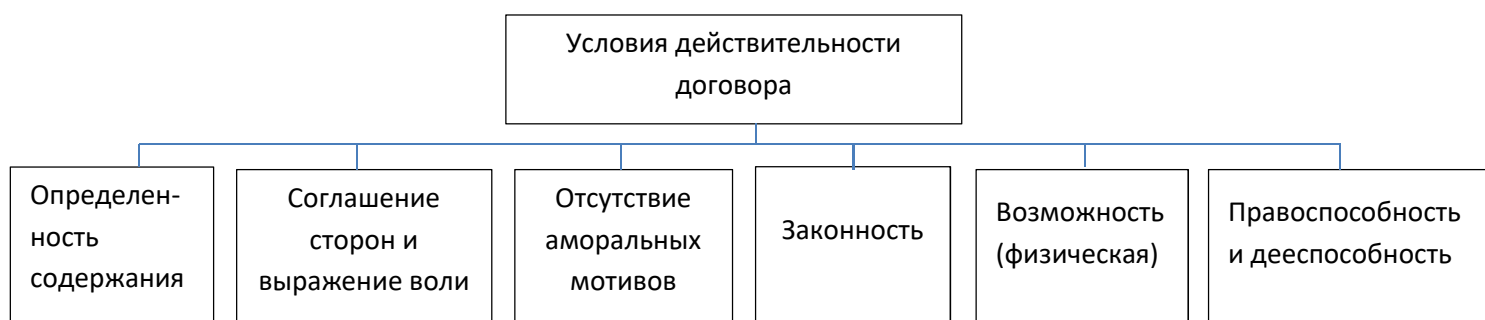 Условия действительности
договора
Определен-
ность
содержания
Соглашение
сторон и
выражение воли
Отсутствие
аморальных
мотивов
Законность
Возможность
(физическая)
Правоспособность
и дееспособность